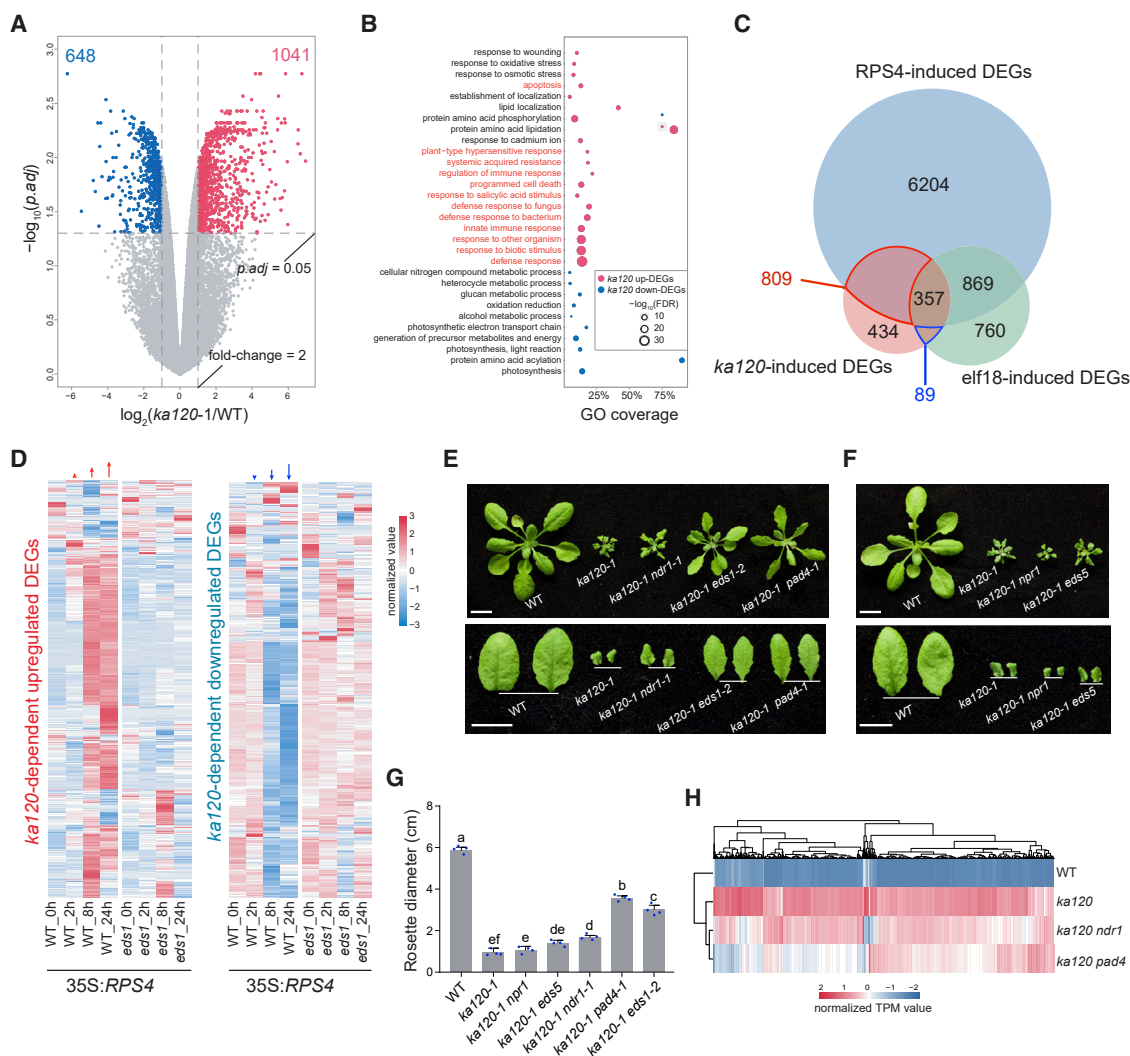 A
648
1041
3.0
2.5
2.0
1.5
1.0
0.5
0.0
−log10(p.adj)
p.adj = 0.05
fold-change = 2
−6 −4 −2 0 2 4 6
log2(ka120-1/WT)
B
response to wounding
response to oxidative stress
response to osmotic stress
apoptosis
establishment of localization
lipid localization
protein amino acid phosphorylation
protein amino acid lipidation
response to cadmium ion
plant-type hypersensitive response
systemic acquired resistance
regulation of immune response
programmed cell death
response to salicylic acid stimulus
defense response to fungus
defense response to bacterium
innate immune response
response to other organism
response to biotic stimulus
defense response
cellular nitrogen compound metabolic process
heterocycle metabolic process
glucan metabolic process
oxidation reduction
alcohol metabolic process
photosynthetic electron transport chain
generation of precursor metabolites and energy
photosynthesis, light reaction
protein amino acid acylation
photosynthesis
ka120 up-DEGs
ka120 down-DEGs
−log10(FDR)
10
20
30
25% 50% 75%
GO coverage
C
RPS4-induced DEGs
6204
809
869
357
434
760
ka120-induced DEGs
elf18-induced DEGs
89
D
ka120-dependent upregulated DEGs
ka120-dependent downregulated DEGs
3
2
1
0
−1
−2
−3
normalized value
WT_0h
WT_2h
WT_8h
WT_24h
eds1_0h
eds1_2h
eds1_8h
eds1_24h
35S:RPS4
WT_0h
WT_2h
WT_8h
WT_24h
eds1_0h
eds1_2h
eds1_8h
eds1_24h
35S:RPS4
E
WT
ka120-1
ka120-1 ndr1-1
ka120-1 eds1-2
ka120-1 pad4-1
WT
ka120-1
ka120-1 ndr1-1
ka120-1 eds1-2
ka120-1 pad4-1
F
WT
ka120-1
ka120-1 npr1
ka120-1 eds5
WT
ka120-1
ka120-1 npr1
ka120-1 eds5
G
Rosette diameter (cm)
8
6
4
2
0
a
ef
e
de
d
b
c
WT
ka120-1
ka120-1 npr1
ka120-1 eds5
ka120-1 ndr1-1
ka120-1 pad4-1
ka120-1 eds1-2
H
WT
ka120
ka120 ndr1
ka120 pad4
2 1 0 −1 −2
normalized TPM value